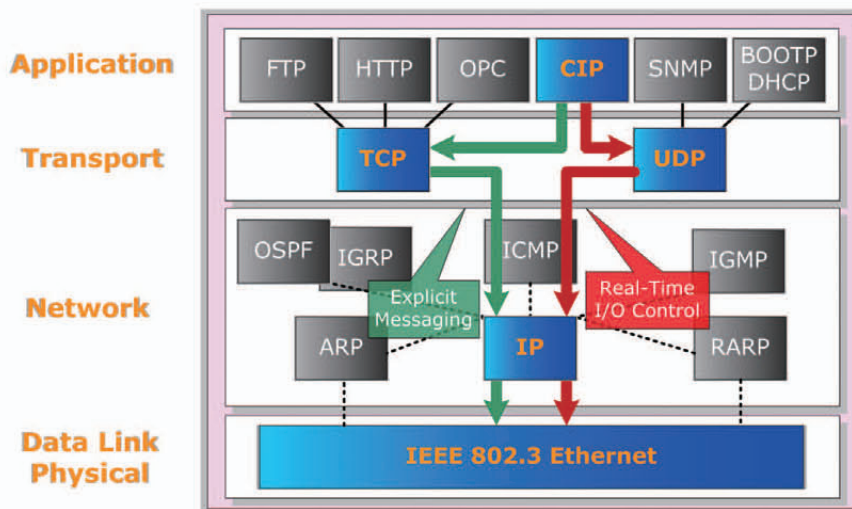 Application
FTP
HTTP
OPC
CIP
SNMP
BOOTP
DHCP
Transport
TCP
UDP
Network
OSPF
IGRP
ICMP
IGMP
Explicit
Messaging
Real-Time
I/O Control
ARP
IP
RARP
Data Link
Physical
IEEE 802.3 Ethernet